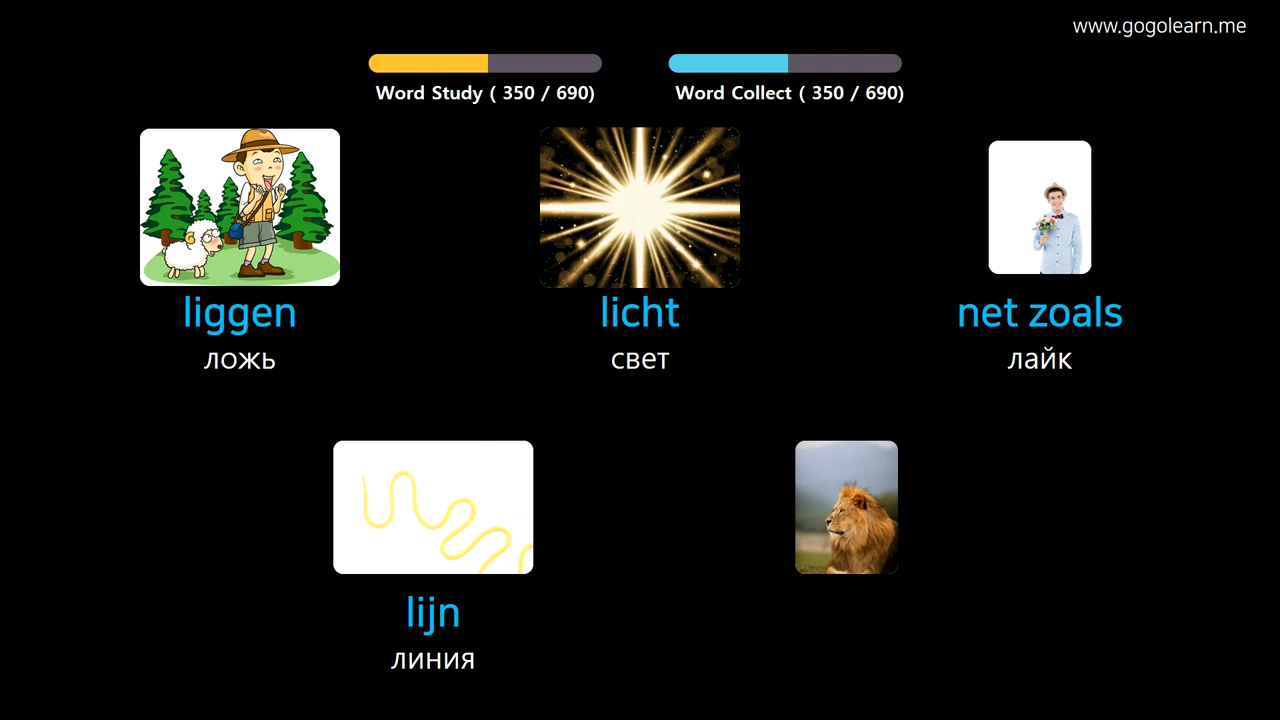 www.gogolearn.me
Word Study ( 350 / 690)
Word Collect ( 350 / 690)
liggen
ложь
licht
свет
net zoals
лайк
lijn
линия